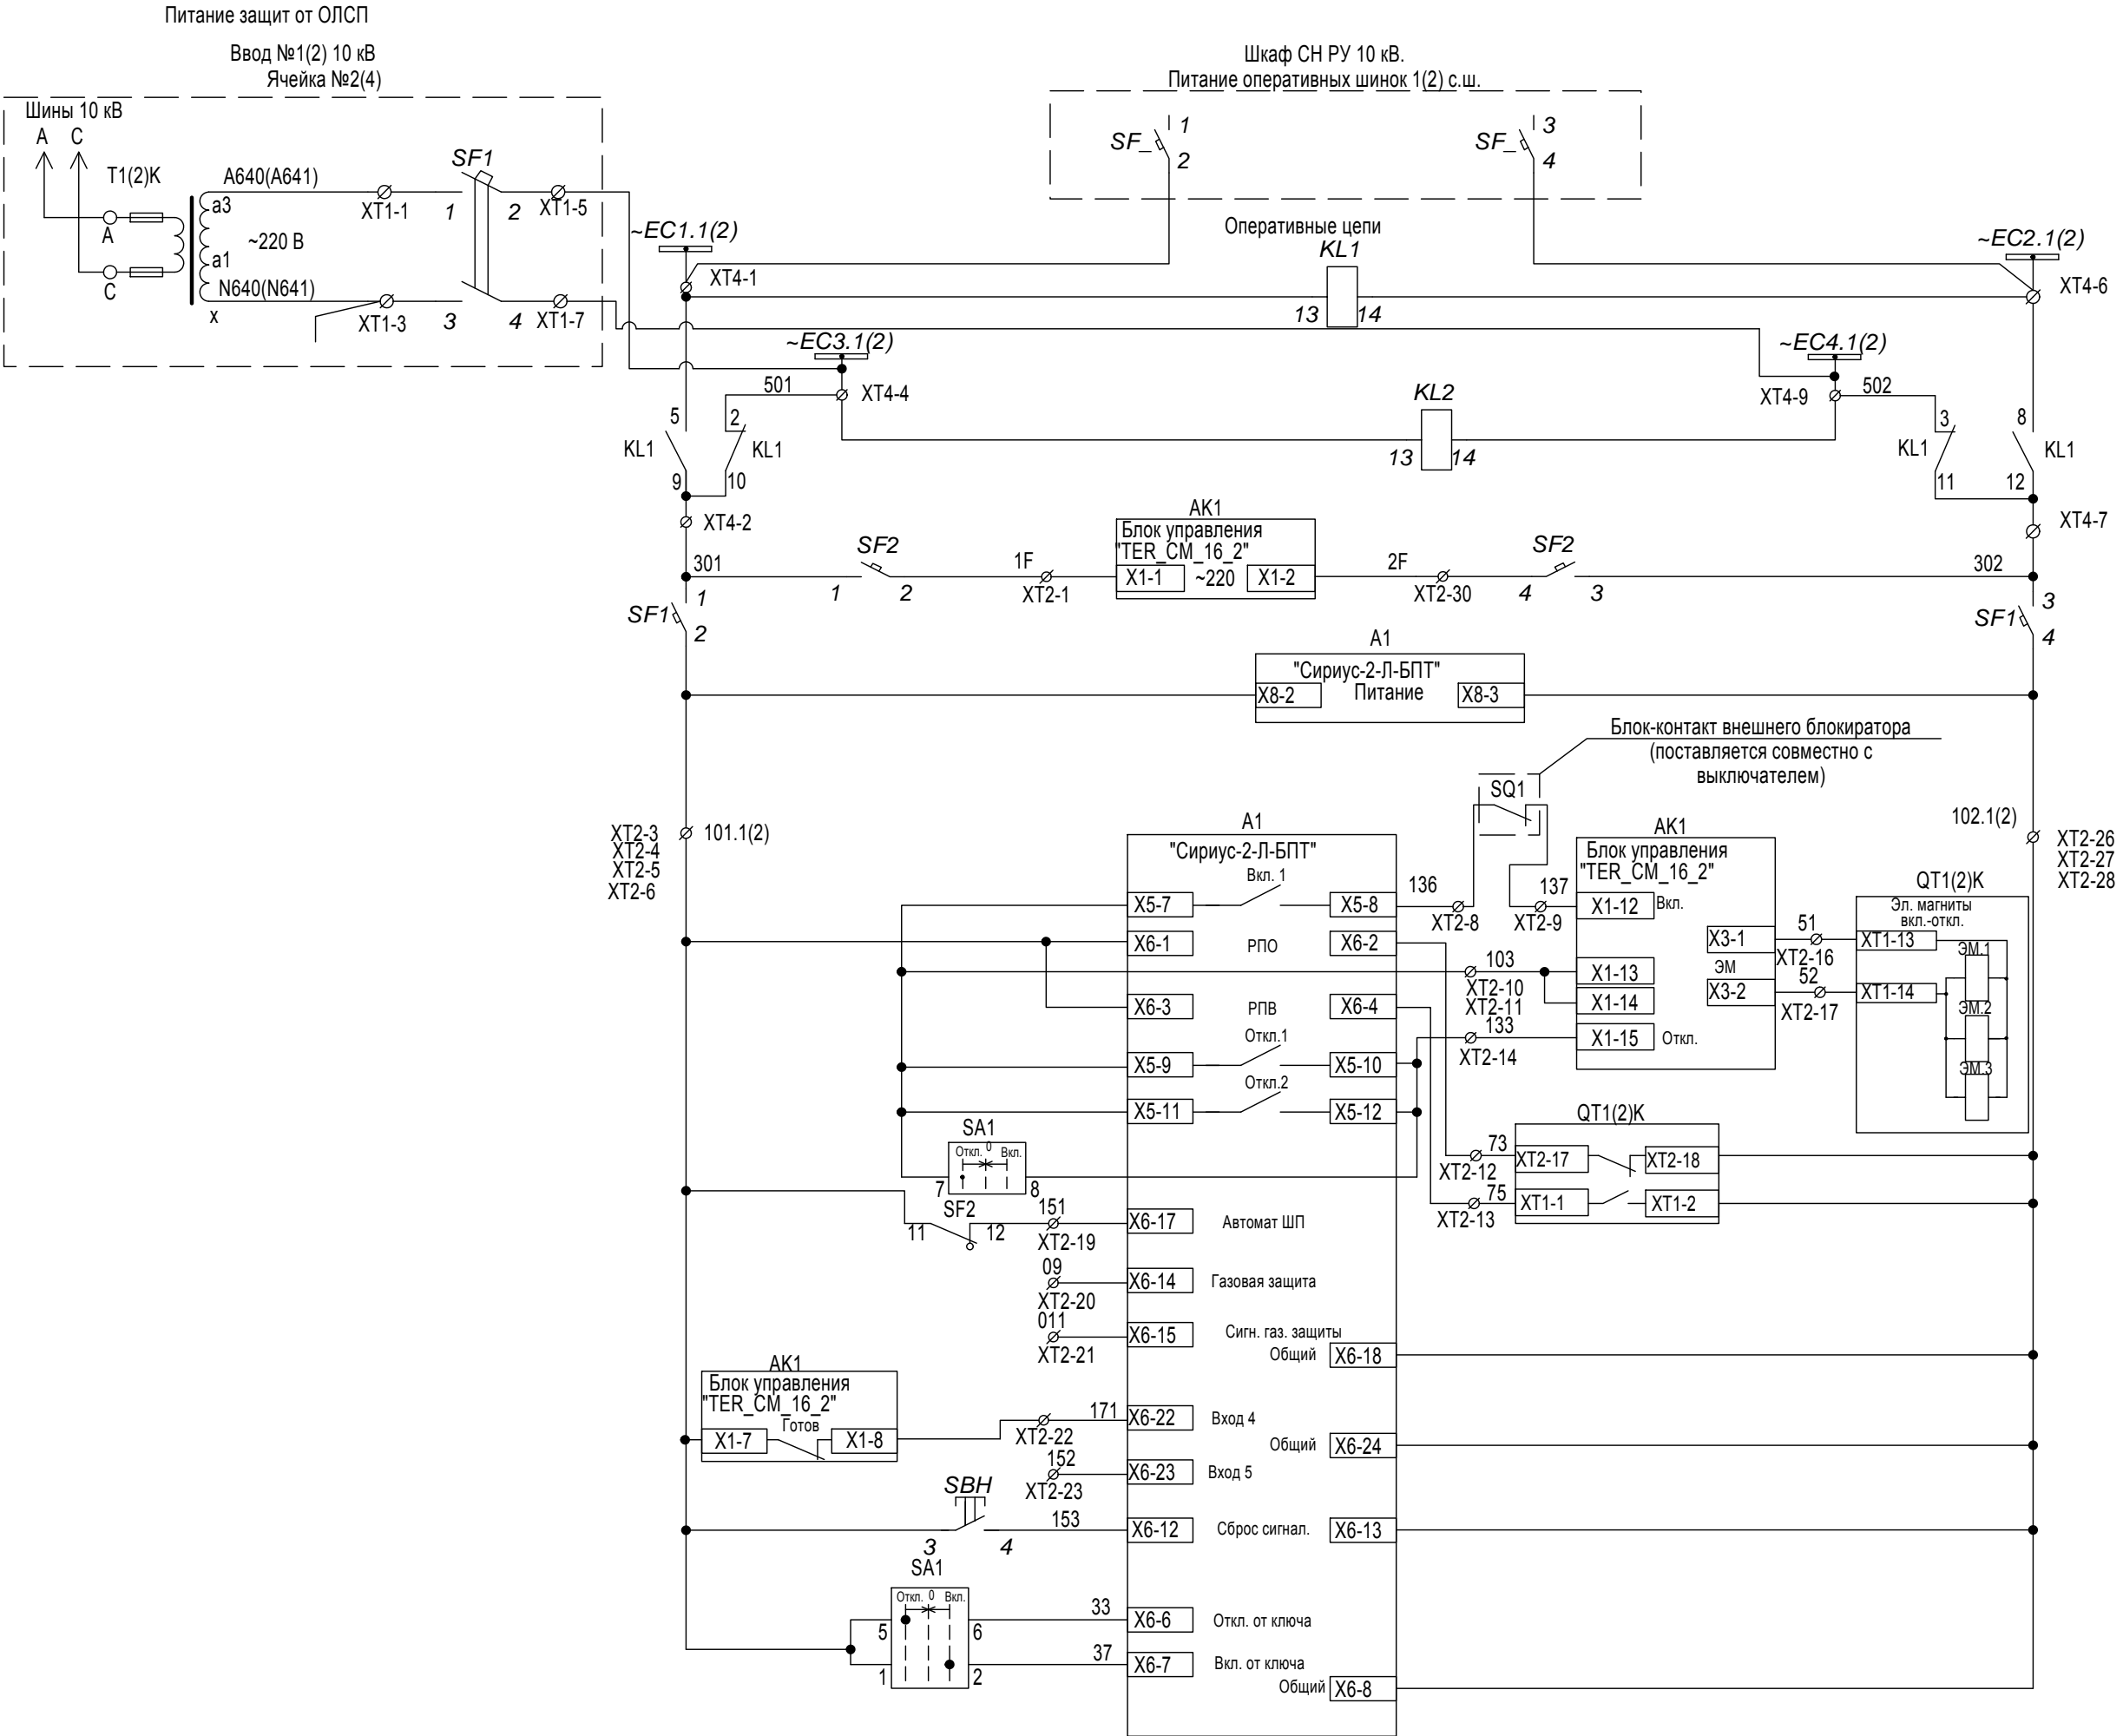 Питание защит от ОЛСП
Ввод №1(2) 10 кВ
Ячейка №2(4)
Шкаф СН РУ 10 кВ.
Питание оперативных шинок 1(2) с.ш.
Шины 10 кВ
A C
T1(2)K
A640(A641)
SF1
a3
XT1-1
1
2
XT1-5
~220 В
a1
A
C
N640(N641)
x
XT1-3
3
4
XT1-7
SF_
1
2
SF_
3
4
Оперативные цепи
~EC1.1(2)
KL1
~EC2.1(2)
XT4-1
XT4-6
13
14
~EC3.1(2)
~EC4.1(2)
501
XT4-4
KL2
XT4-9
502
5
2
3
8
KL1
KL1
13
14
KL1
KL1
9
10
11
12
XT4-2
XT4-7
AK1
Блок управления
"TER_CM_16_2"
X1-1
~220
X1-2
301
SF2
1
2
1F
XT2-1
2F
XT2-30
SF2
4
3
302
SF1
1
2
SF1
3
4
A1
"Сириус-2-Л-БПТ"
X8-2
Питание
X8-3
Блок-контакт внешнего блокиратора
(поставляется совместно с
выключателем)
SQ1
XT2-3
XT2-4
XT2-5
XT2-6
101.1(2)
102.1(2)
XT2-26
XT2-27
XT2-28
A1
"Сириус-2-Л-БПТ"
AK1
Блок управления
"TER_CM_16_2"
QT1(2)K
Эл. магниты
вкл.-откл.
X5-7
Вкл. 1
X5-8
136
XT2-8
137
XT2-9
X1-12
Вкл.
X6-1
РПО
X6-2
X3-1
51
XT2-16
XT1-13
ЭМ.1
103
XT2-10
XT2-11
X1-13
ЭМ
X1-14
X3-2
52
XT2-17
XT1-14
ЭМ.2
ЭМ.3
X6-3
РПВ
X6-4
133
XT2-14
X1-15
Откл.
X5-9
Откл.1
X5-10
X5-11
Откл.2
X5-12
SA1
Откл. 0 Вкл.
7
8
QT1(2)K
73
XT2-12
XT2-17
XT2-18
75
XT2-13
XT1-1
XT1-2
SF2
11
12
151
XT2-19
X6-17
Автомат ШП
09
XT2-20
X6-14
Газовая защита
011
XT2-21
X6-15
Сигн. газ. защиты
Общий
X6-18
AK1
Блок управления
"TER_CM_16_2"
Готов
X1-7
X1-8
XT2-22
171
X6-22
Вход 4
Общий
X6-24
152
XT2-23
X6-23
Вход 5
SBH
3
4
153
X6-12
Сброс сигнал.
X6-13
SA1
Откл. 0 Вкл.
5
6
33
X6-6
Откл. от ключа
1
2
37
X6-7
Вкл. от ключа
Общий
X6-8